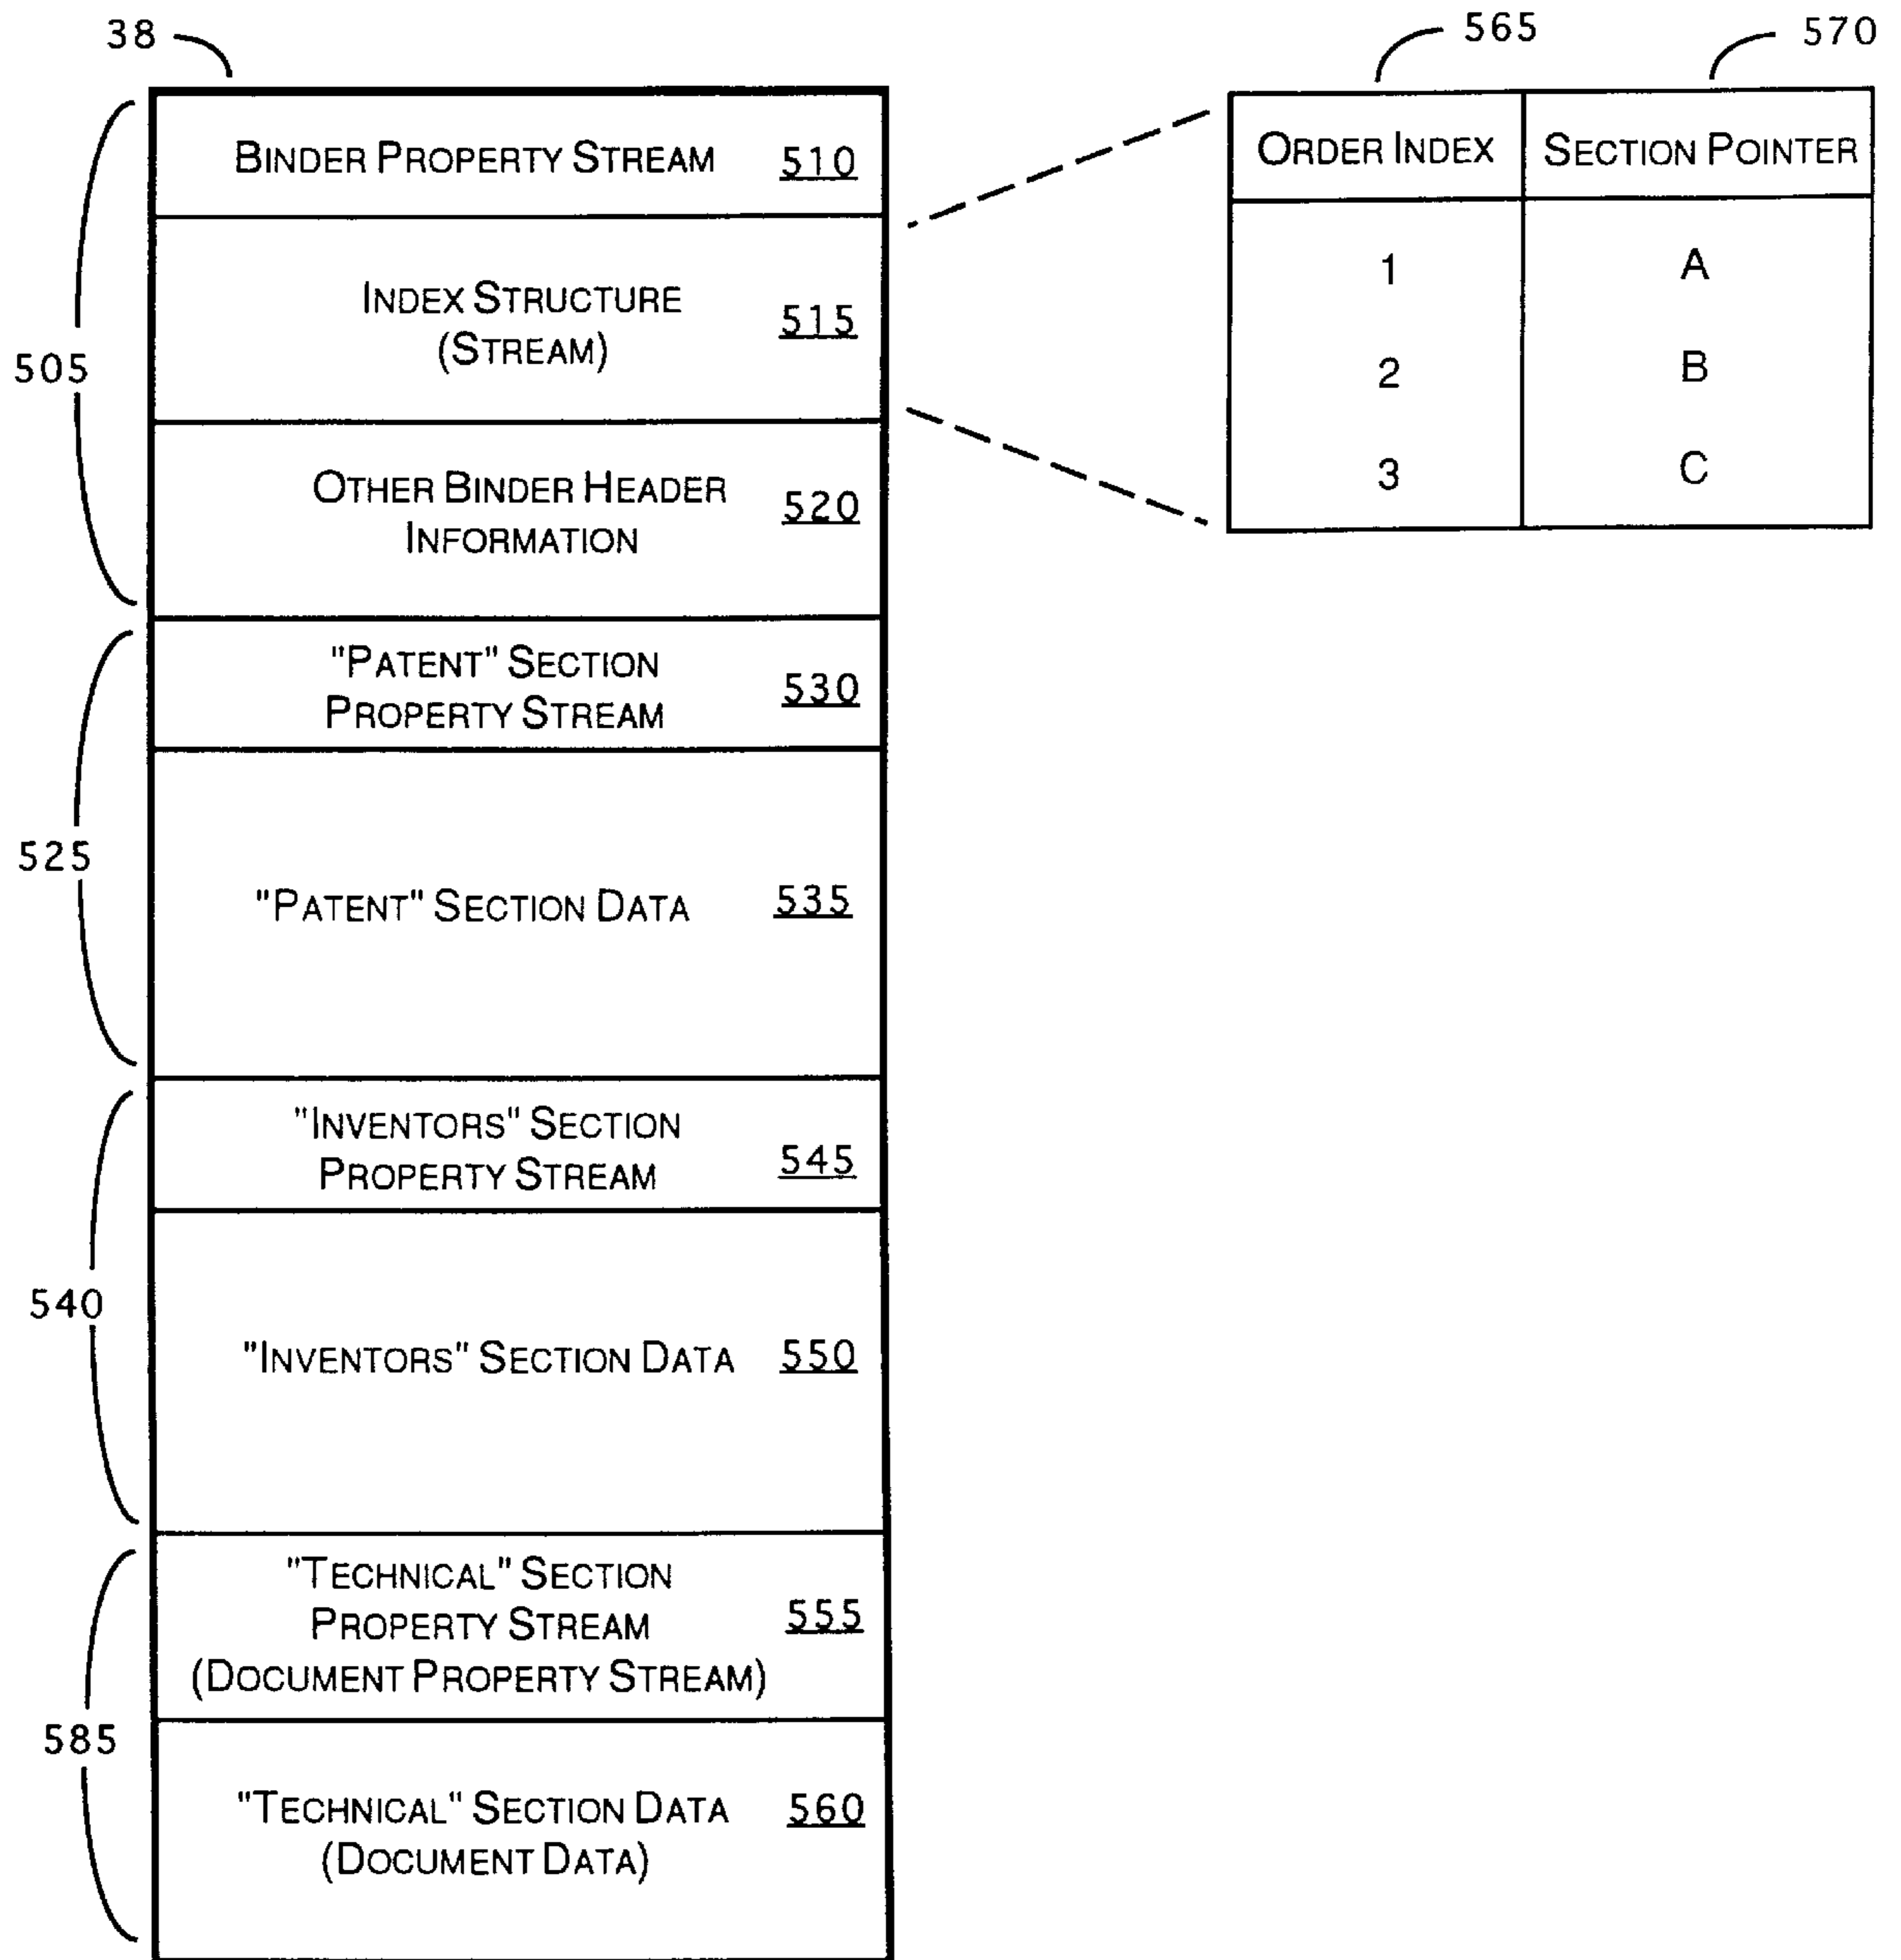 38
565
570
BINDER PROPERTY STREAM 510
ORDER INDEX SECTION POINTER
INDEX STRUCTURE
(STREAM) 515
1 A
2 B
3 C
505
OTHER BINDER HEADER
INFORMATION 520
"PATENT" SECTION
PROPERTY STREAM 530
525
"PATENT" SECTION DATA 535
"INVENTORS" SECTION
PROPERTY STREAM 545
540
"INVENTORS" SECTION DATA 550
"TECHNICAL" SECTION
PROPERTY STREAM 555
(DOCUMENT PROPERTY STREAM)
585
"TECHNICAL" SECTION DATA 560
(DOCUMENT DATA)